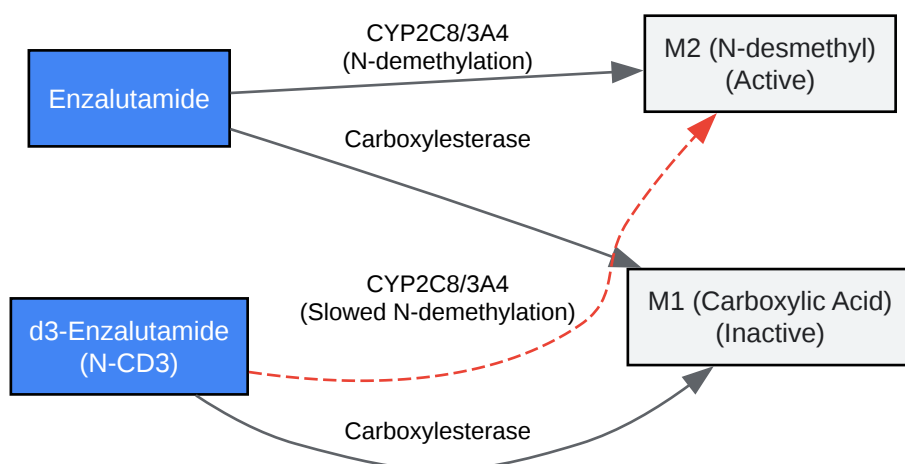 CYP2C8/3A4
(N-demethylation)
M2 (N-desmethyl)
(Active)
Enzalutamide
Carboxylesterase
CYP2C8/3A4
(Slowed N-demethylation)
M1 (Carboxylic Acid)
(Inactive)
d3-Enzalutamide
(N-CD3)
Carboxylesterase